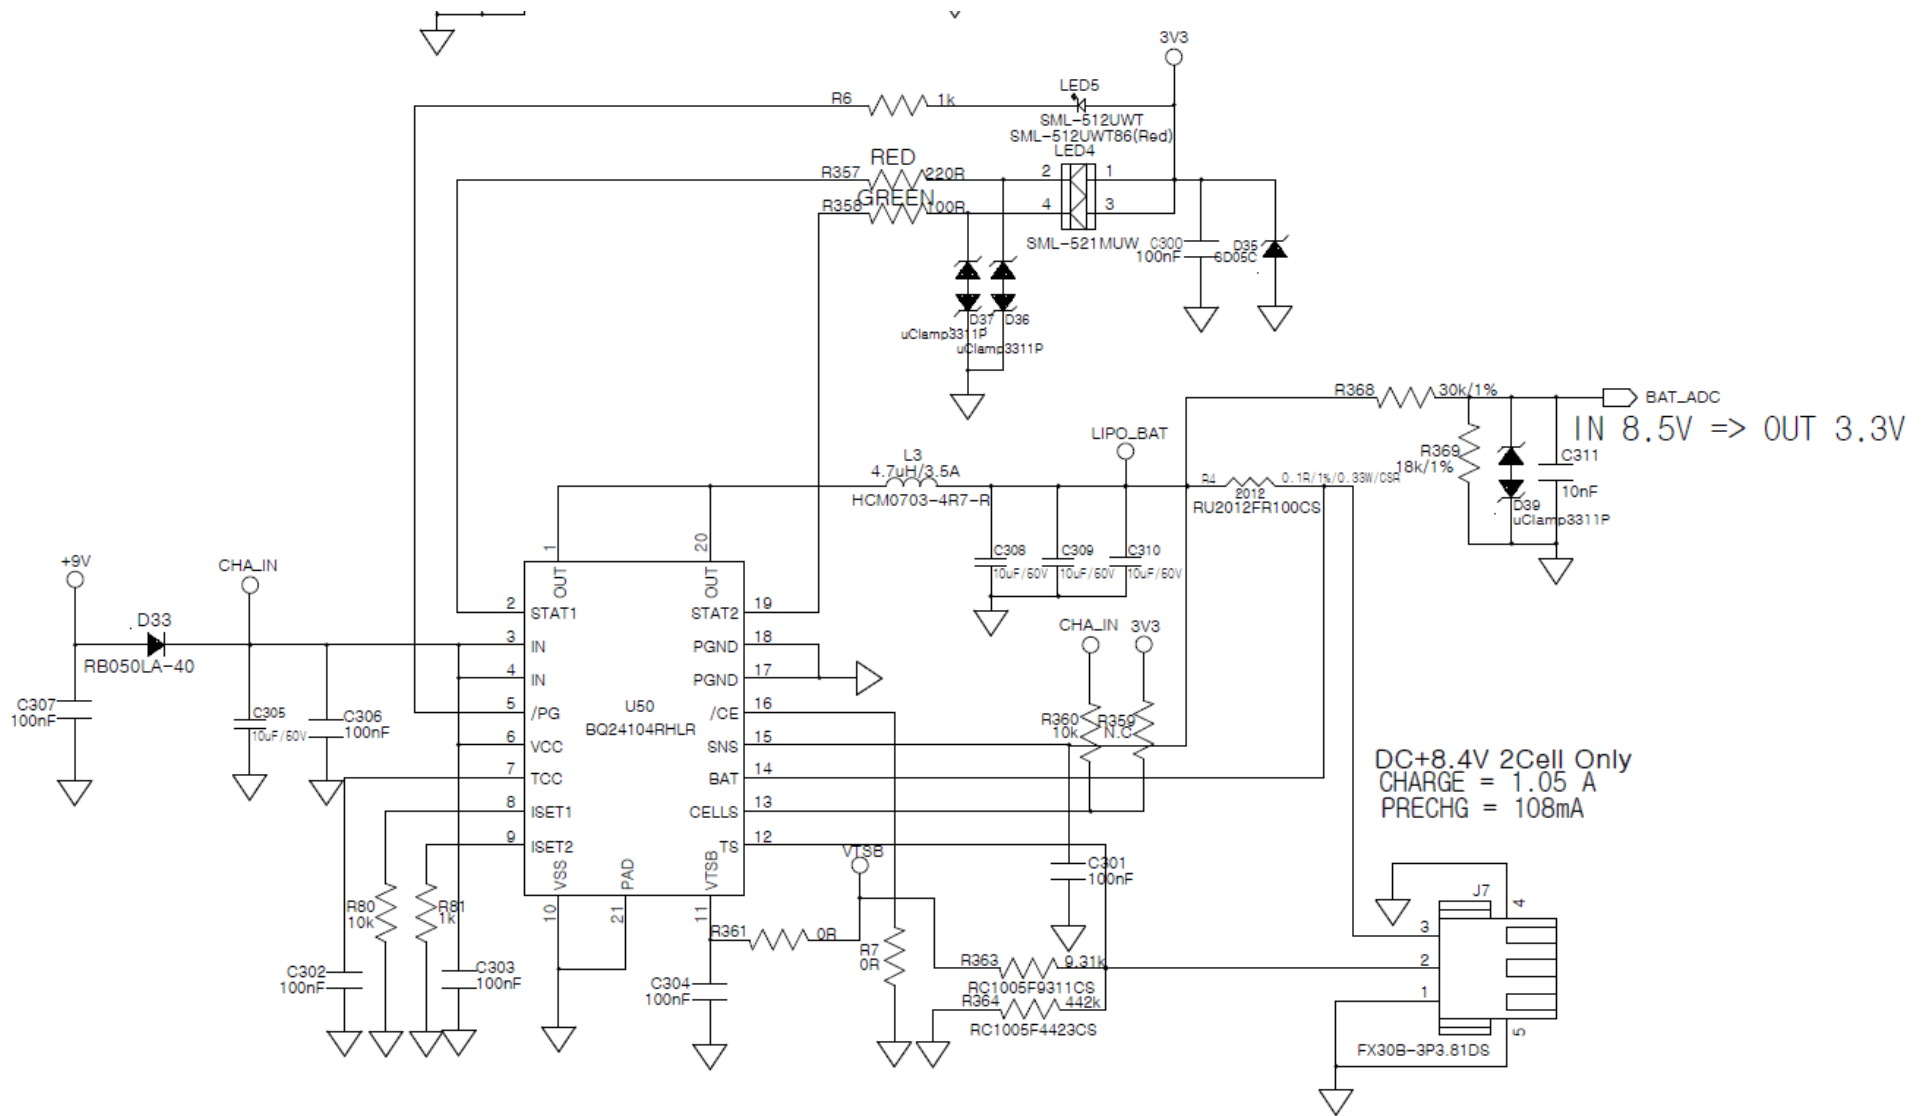 3V3
LED5
R6
1k
SML-512UWT
SML-512UWT86(Red)
LED4
RED
R357
220R
2
1
GREEN
R358
100R
4
3
SML-521MUW
C300
100nF
D35
SD05C
D37
D36
uClamp3311P
uClamp3311P
R368
30k/1%
BAT_ADC
IN 8.5V => OUT 3.3V
LIPO_BAT
R369
18k/1%
C311
10nF
D39
uClamp3311P
L3
4.7uH/3.5A
HCM0703-4R7-R
R4
0.1R/1%/0.33W/CSR
2012
RU2012FR100CS
1
20
C308
10uF/50V
C309
10uF/50V
C310
10uF/50V
+9V
CHA_IN
OUT
OUT
D33
RB050LA-40
2
STAT1
STAT2
19
3
IN
PGND
18
4
IN
PGND
17
5
/PG
/CE
16
6
VCC
SNS
15
7
TCC
BAT
14
8
ISET1
CELLS
13
9
ISET2
TS
12
U50
BQ24104RHLR
VSS
PAD
VTSB
10
21
11
C307
100nF
C305
10uF/50V
C306
100nF
CHA_IN
3V3
R360
10k
R359
N.C
DC+8.4V 2Cell Only
CHARGE = 1.05 A
PRECHG = 108mA
VTSB
C301
100nF
R80
10k
R81
1k
R361
0R
R7
0R
C302
100nF
C303
100nF
C304
100nF
R363
9.31k
RC1005F9311CS
R364
442k
RC1005F4423CS
J7
4
3
2
1
5
FX30B-3P3.81DS